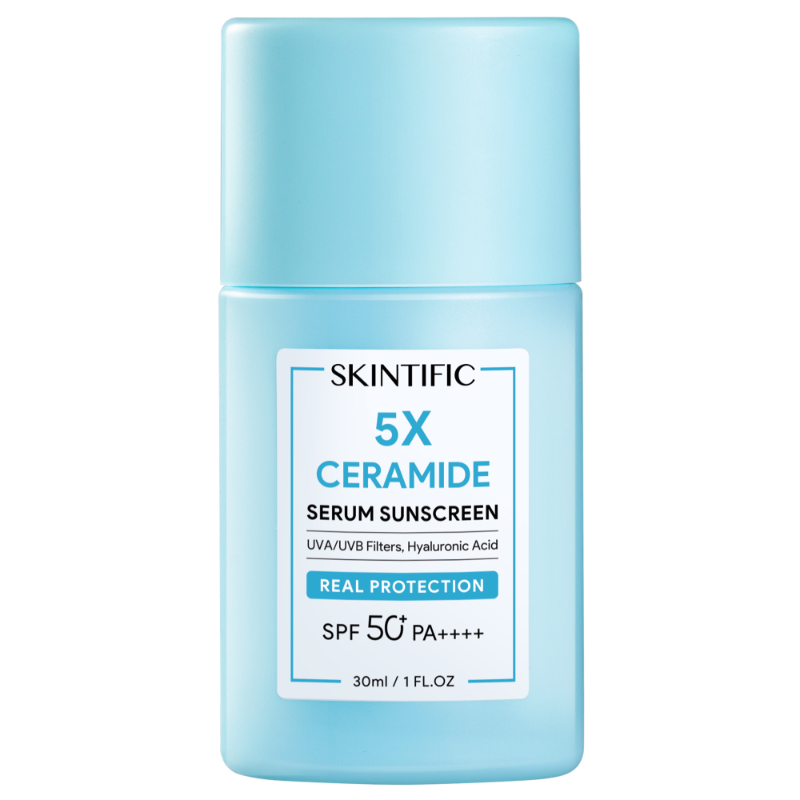 SKINTIFIC
5X
CERAMIDE
SERUM SUNSCREEN
UVA/UVB Filters, Hyaluronic Acid
REAL PROTECTION
SPF 50+ PA++++
30ml / 1 FL.OZ